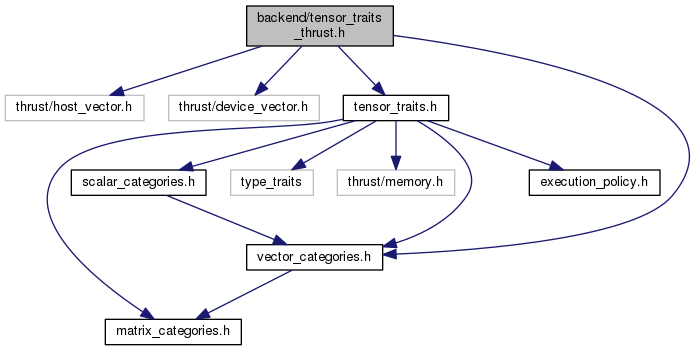 backend/tensor_traits
_thrust.h
thrust/host_vector.h
thrust/device_vector.h
tensor_traits.h
scalar_categories.h
type_traits
thrust/memory.h
execution_policy.h
vector_categories.h
matrix_categories.h